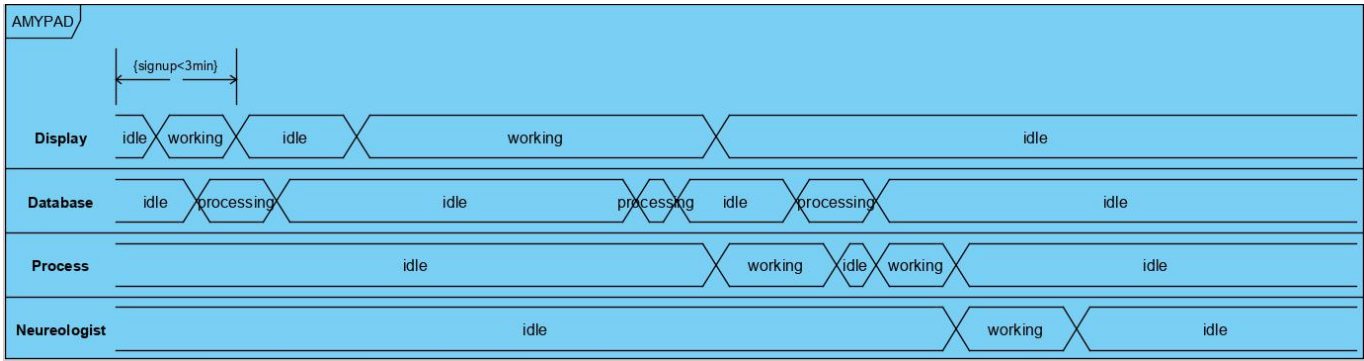 AMYPAD
{signup<3min}
Display idle working idle working idle
Database idle processing idle processing idle processing idle
Process idle working idle working idle
Neureologist idle working idle